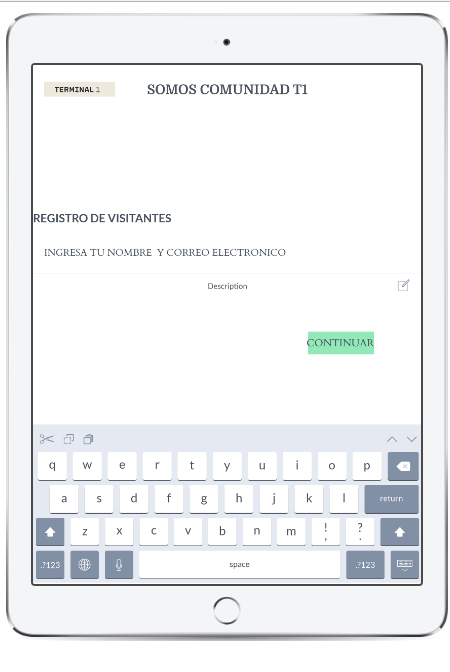 TERMINAL 1
SOMOS COMUNIDAD T1
REGISTRO DE VISITANTES
INGRESA TU NOMBRE Y CORREO ELECTRONICO
Description
CONTINUAR
q w e r t y u i o p
a s d f g h j k l return
z x c v b n m ! , ? .
.?123 space .?123